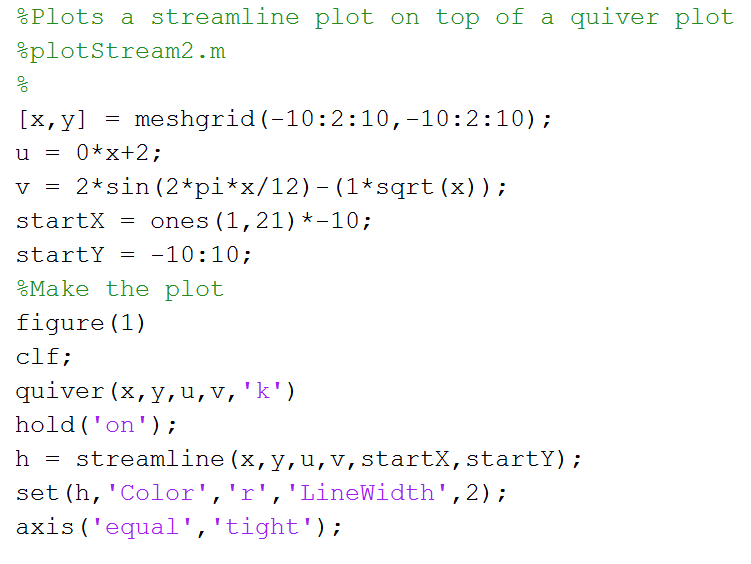 %Plots a streamline plot on top of a quiver plot
%plotStream2.m
%
[x,y] = meshgrid(-10:2:10,-10:2:10);
u = 0*x+2;
v = 2*sin(2*pi*x/12)-(1*sqrt(x));
startX = ones(1,21)*-10;
startY = -10:10;
%Make the plot
figure(1)
clf;
quiver(x,y,u,v,'k')
hold('on');
h = streamline(x,y,u,v,startX,startY);
set(h,'Color','r','LineWidth',2);
axis('equal','tight');